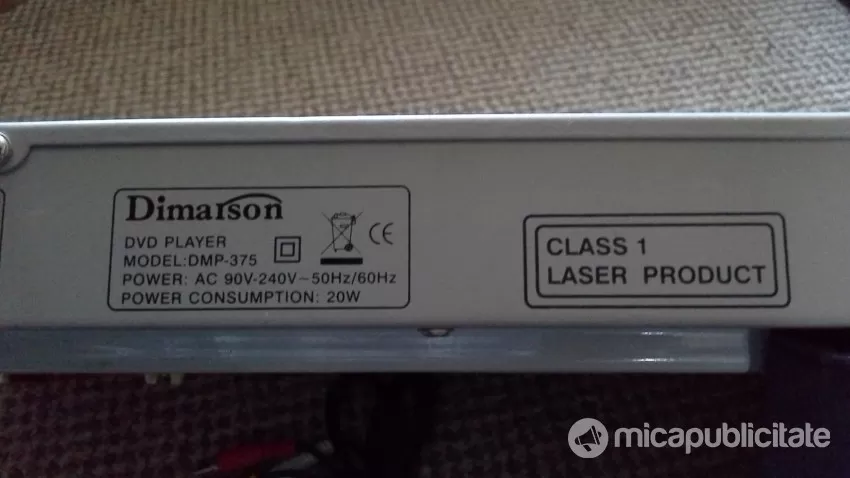 Dimarson
DVD PLAYER
MODEL:DMP-375
POWER: AC 90V-240V~50Hz/60Hz
POWER CONSUMPTION: 20W
CE
CLASS 1
LASER PRODUCT
micapublicitate